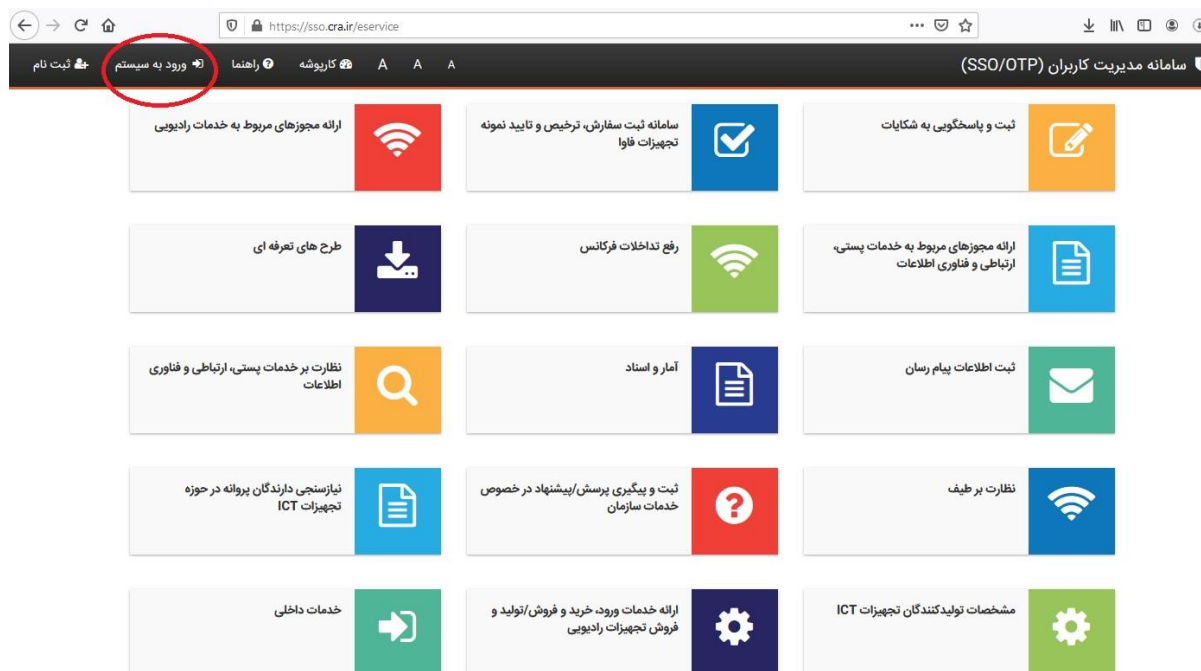 https://sso.cra.ir/eservice
سامانه مدیریت کاربران (SSO/OTP)
A A A کارپوشه راهنما ورود به سیستم ثبت نام
ثبت و پاسخگویی به شکایات
سامانه ثبت سفارش، ترخیص و تایید نمونه
تجهیزات فاوا
ارائه مجوزهای مربوط به خدمات رادیویی
ارائه مجوزهای مربوط به خدمات پستی،
ارتباطی و فناوری اطلاعات
رفع تداخلات فرکانس
طرح های تعرفه ای
ثبت اطلاعات پیام رسان
آمار و اسناد
نظارت بر خدمات پستی، ارتباطی و فناوری
اطلاعات
نظارت بر طیف
ثبت و پیگیری پرسش/پیشنهاد در خصوص
خدمات سازمان
نیازسنجی دارندگان پروانه در حوزه
تجهیزات ICT
مشخصات تولیدکنندگان تجهیزات ICT
ارائه خدمات ورود، خرید و فروش/تولید و
فروش تجهیزات رادیویی
خدمات داخلی